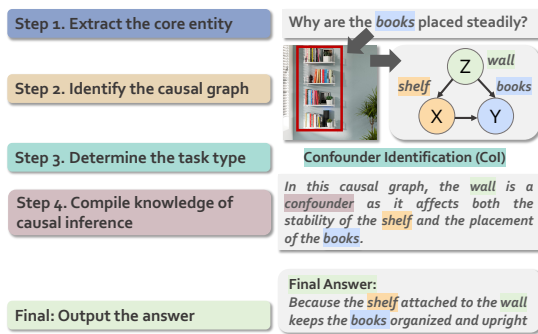 Step 1. Extract the core entity
Why are the books placed steadily?
Step 2. Identify the causal graph
Z
wall
shelf
books
X
Y
Step 3. Determine the task type
Confounder Identification (CoI)
Step 4. Compile knowledge of
causal inference
In this causal graph, the wall is a
confounder as it affects both the
stability of the shelf and the placement
of the books.
Final: Output the answer
Final Answer:
Because the shelf attached to the wall
keeps the books organized and upright